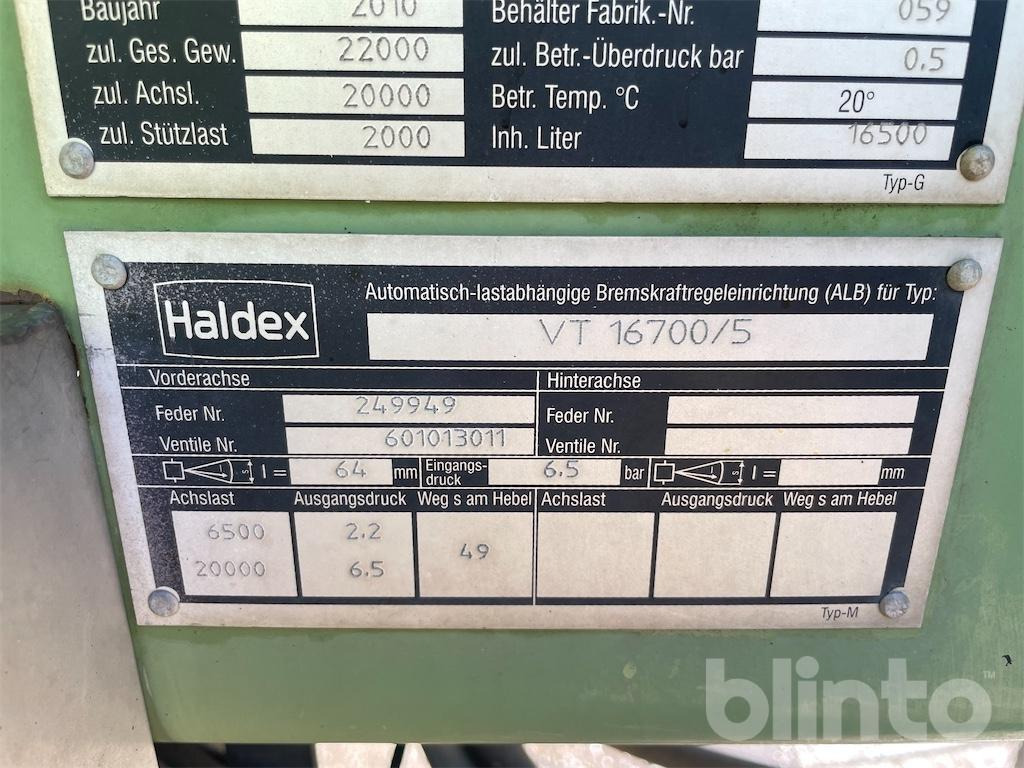 Baujahr 2010 Behälter Fabrik.-Nr. 059
zul. Ges. Gew. 22000 zul. Betr.-Überdruck bar 0.5
zul. Achsl. 20000 Betr. Temp. °C 20°
zul. Stützlast 2000 Inh. Liter 16500
Typ-G
Haldex
Automatisch-lastabhängige Bremskraftregeleinrichtung (ALB) für Typ:
VT 16700/5
Vorderachse Hinterachse
Feder Nr. 249949 Feder Nr.
Ventile Nr. 601013011 Ventile Nr.
l = 64 mm Eingangs-druck 6.5 bar l = mm
Achslast Ausgangsdruck Weg s am Hebel Achslast Ausgangsdruck Weg s am Hebel
6500 2.2
49
20000 6.5
Typ-M
blinto™